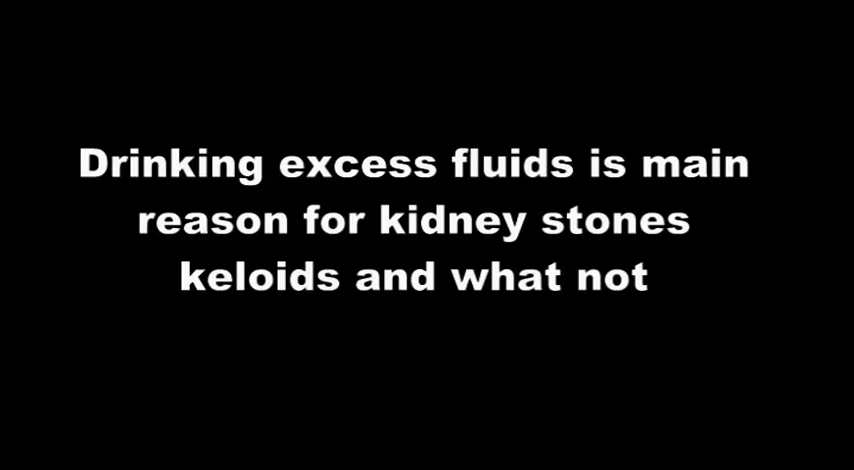 Drinking excess fluids is main
reason for kidney stones
keloids and what not